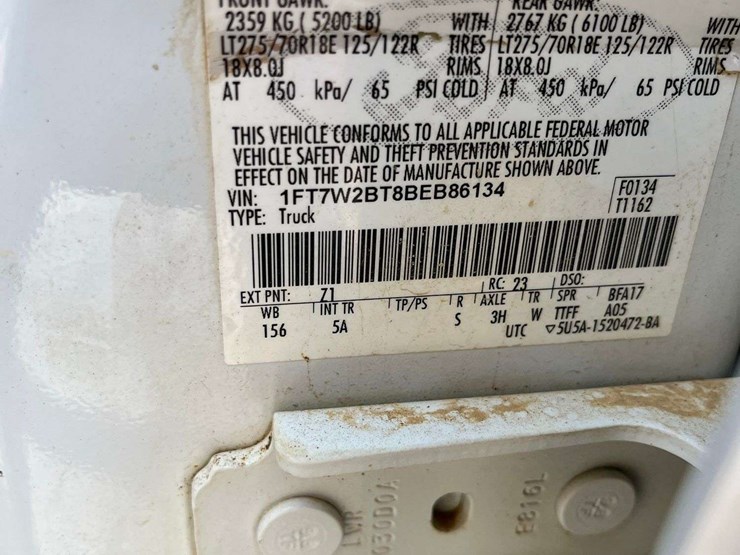 FRONT GAWR: REAR GAWR:
2359 KG ( 5200 LB) WITH 2767 KG ( 6100 LB) WITH
LT275/70R18E 125/122R TIRES LT275/70R18E 125/122R TIRES
18X8.0J RIMS 18X8.0J RIMS
AT 450 kPa/ 65 PSI COLD AT 450 kPa/ 65 PSI COLD
THIS VEHICLE CONFORMS TO ALL APPLICABLE FEDERAL MOTOR
VEHICLE SAFETY AND THEFT PREVENTION STANDARDS IN
EFFECT ON THE DATE OF MANUFACTURE SHOWN ABOVE.
VIN: 1FT7W2BT8BEB86134 F0134
TYPE: Truck T1162
EXT PNT: Z1 RC: 23 DSO:
WB INT TR TP/PS R AXLE TR SPR BFA17
156 5A S 3H W TTFF A05
UTC ▽5U5A-1520472-BA
LWR
030D0A
E816L